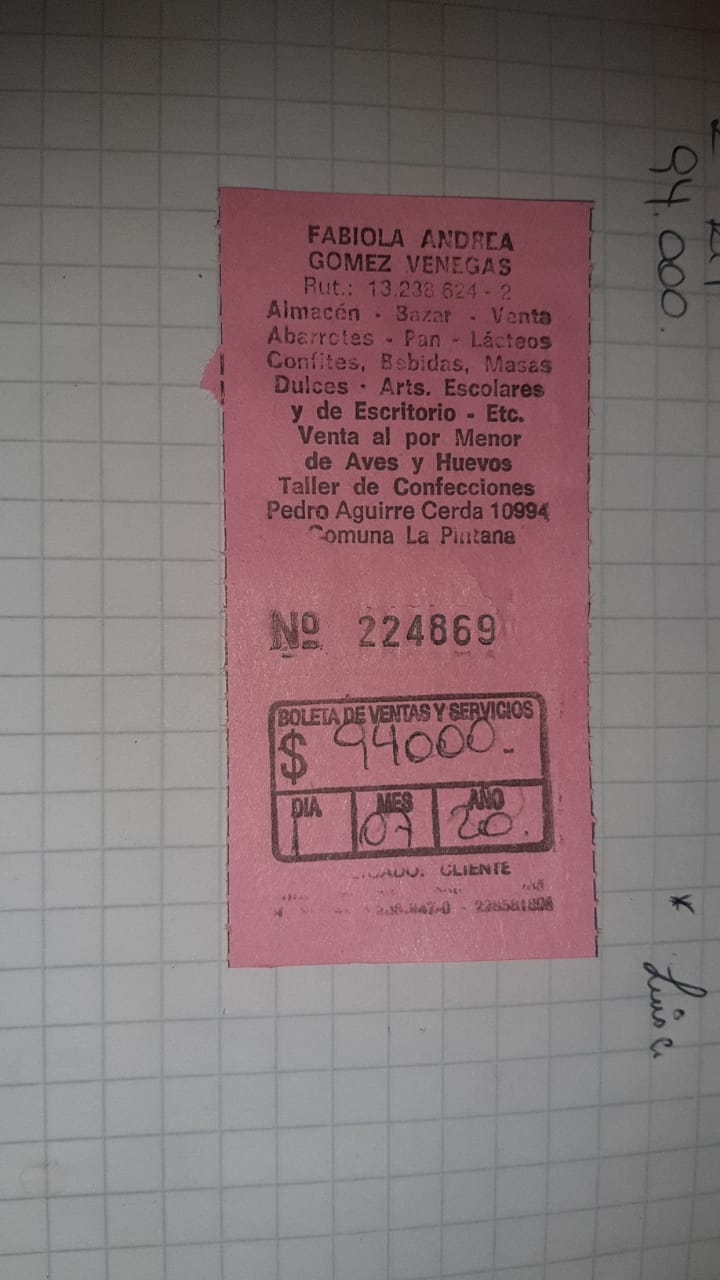 FABIOLA ANDREA
GOMEZ VENEGAS
Rut.: 13.238 624 - 2
Almacén - Bazar - Venta
Abarrotes - Pan - Lácteos
Confites, Bebidas, Masas
Dulces - Arts. Escolares
y de Escritorio - Etc.
Venta al por Menor
de Aves y Huevos
Taller de Confecciones
Pedro Aguirre Cerda 10994
Comuna La Pintana
Nº 224869
BOLETA DE VENTAS Y SERVICIOS
$ 94000.-
DIA MES AÑO
1 07 20.
CLIENTE
94.000.
*